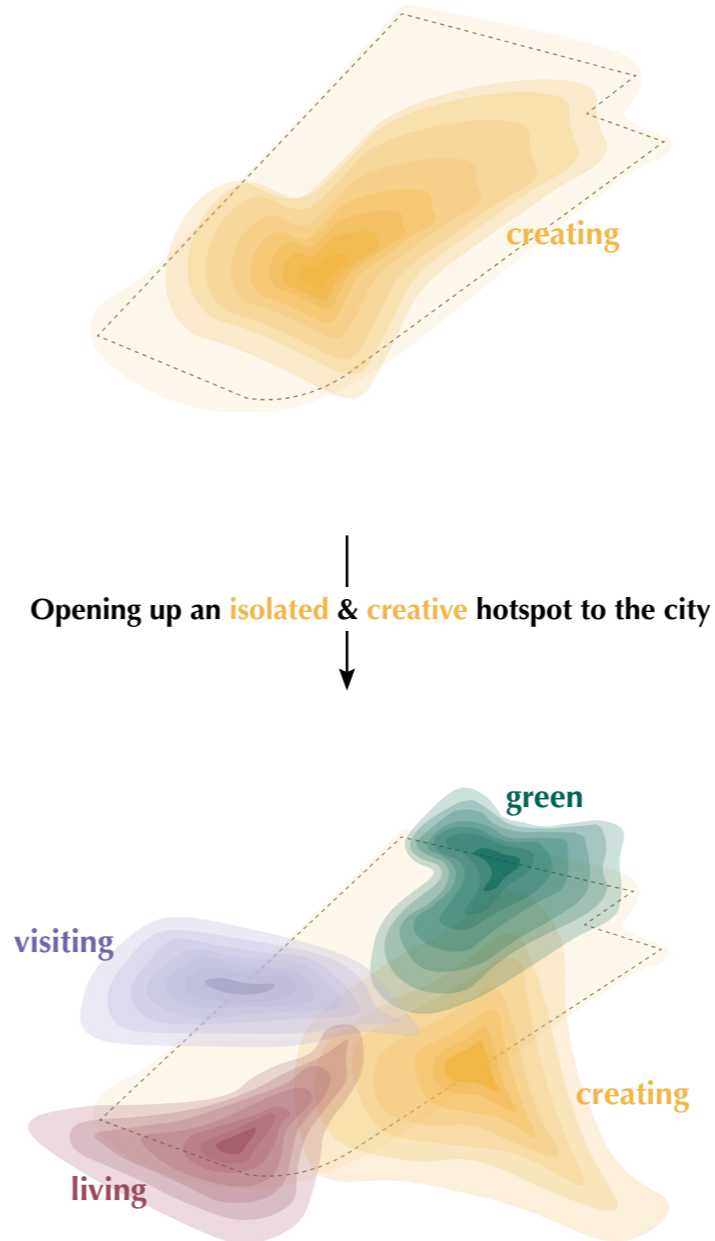 creating
Opening up an isolated & creative hotspot to the city
green
visiting
creating
living